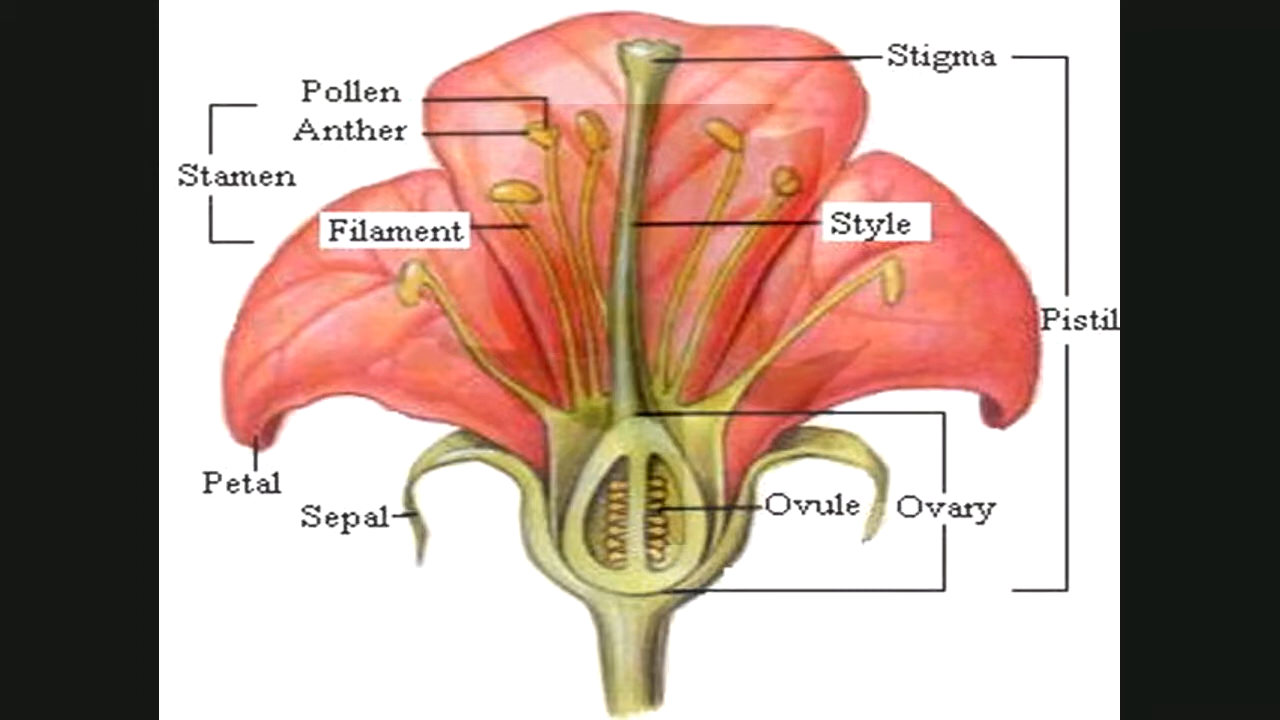 Stigma
Pollen
Anther
Stamen
Filament
Style
Pistil
Petal
Sepal
Ovule
Ovary